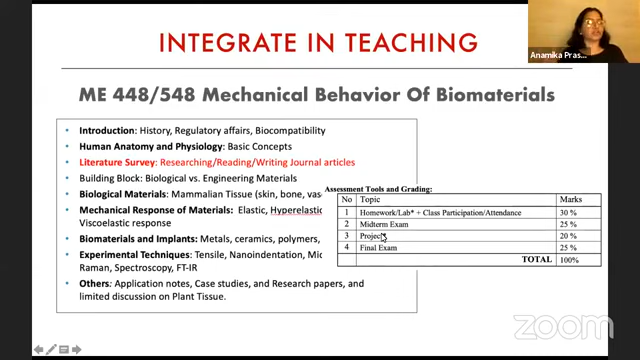 INTEGRATE IN TEACHING
Anamika Pras...
ME 448/548 Mechanical Behavior Of Biomaterials
• Introduction: History, Regulatory affairs, Biocompatibility
• Human Anatomy and Physiology: Basic Concepts
• Literature Survey: Researching/Reading/Writing Journal articles
• Building Block: Biological vs. Engineering Materials
• Biological Materials: Mammalian Tissue (skin, bone, vas
• Mechanical Response of Materials: Elastic, Hyperelastic
Viscoelastic response
• Biomaterials and Implants: Metals, ceramics, polymers,
• Experimental Techniques: Tensile, Nanoindentation, Mic
Raman, Spectroscopy, FT-IR
• Others: Application notes, Case studies, and Research papers, and
limited discussion on Plant Tissue.
Assessment Tools and Grading:
No Topic Marks
1 Homework/Lab* + Class Participation/Attendance 30 %
2 Midterm Exam 25 %
3 Project* 20 %
4 Final Exam 25 %
TOTAL 100%
zoom